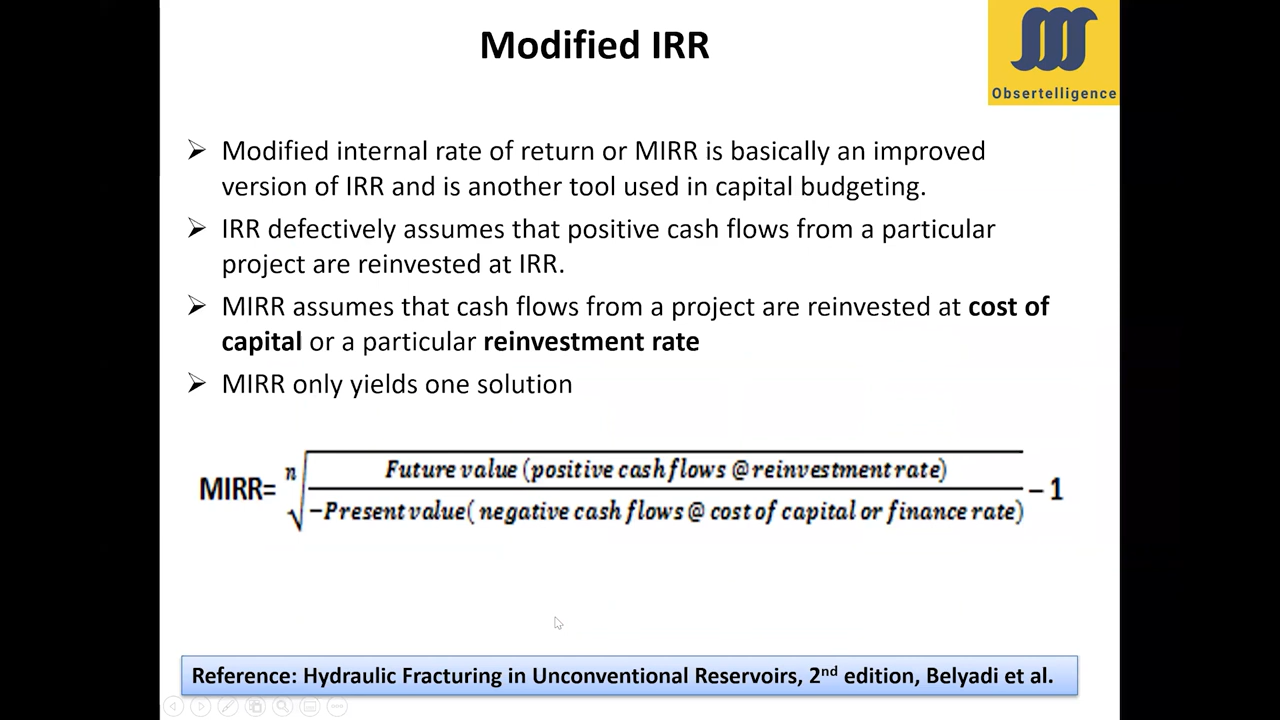 Modified IRR
Obsertelligence
➢ Modified internal rate of return or MIRR is basically an improved
version of IRR and is another tool used in capital budgeting.
➢ IRR defectively assumes that positive cash flows from a particular
project are reinvested at IRR.
➢ MIRR assumes that cash flows from a project are reinvested at cost of
capital or a particular reinvestment rate
➢ MIRR only yields one solution
n Future value (positive cash flows @ reinvestment rate)
MIRR= √ − 1
−Present value( negative cash flows @ cost of capital or finance rate)
Reference: Hydraulic Fracturing in Unconventional Reservoirs, 2nd edition, Belyadi et al.